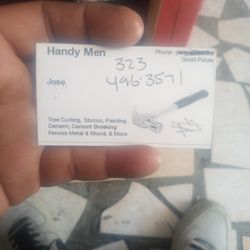 Handy Men
Phone:
Good Prices
323
Jose
496-3571
Tree Cutting, Stucco, Painting
Cement, Cement Breaking
Fences Metal & Wood, & More